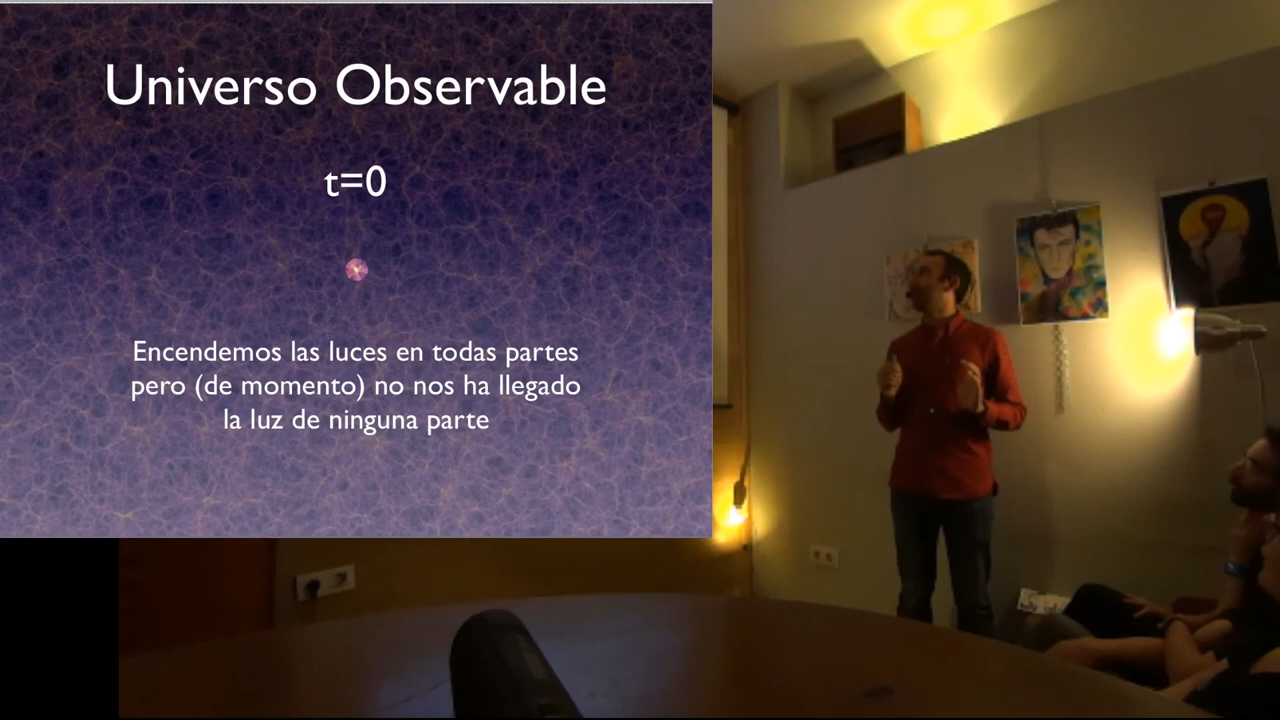 Universo Observable
t=0
Encendemos las luces en todas partes
pero (de momento) no nos ha llegado
la luz de ninguna parte